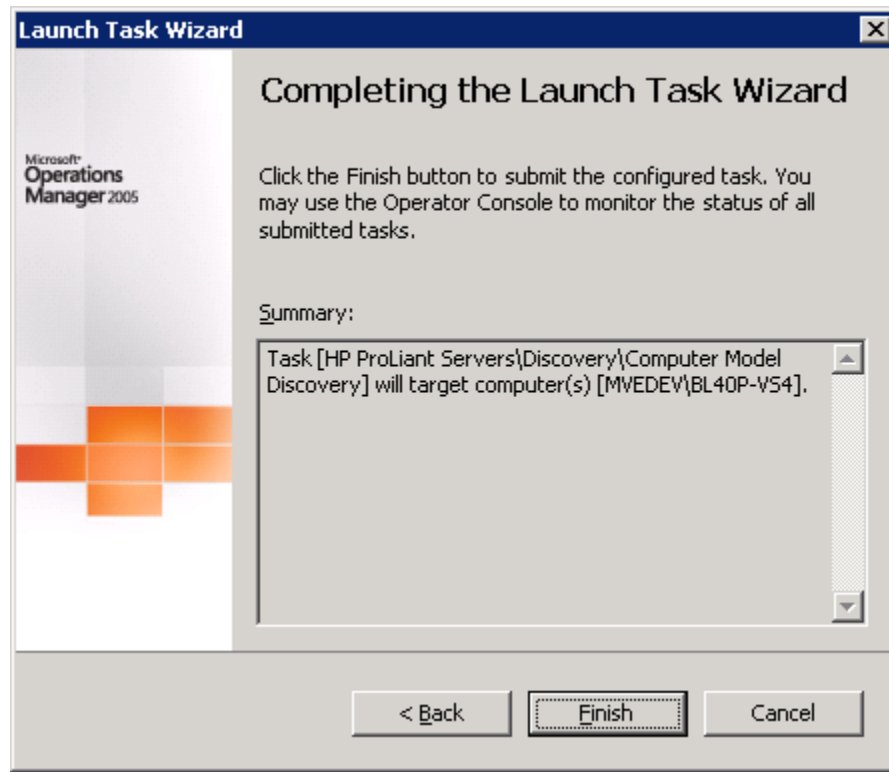 Launch Task Wizard
Completing the Launch Task Wizard
Microsoft®
Operations
Manager 2005
Click the Finish button to submit the configured task. You
may use the Operator Console to monitor the status of all
submitted tasks.
Summary:
Task [HP ProLiant Servers\Discovery\Computer Model
Discovery] will target computer(s) [MVEDEV\BL40P-VS4].
< Back
Finish
Cancel